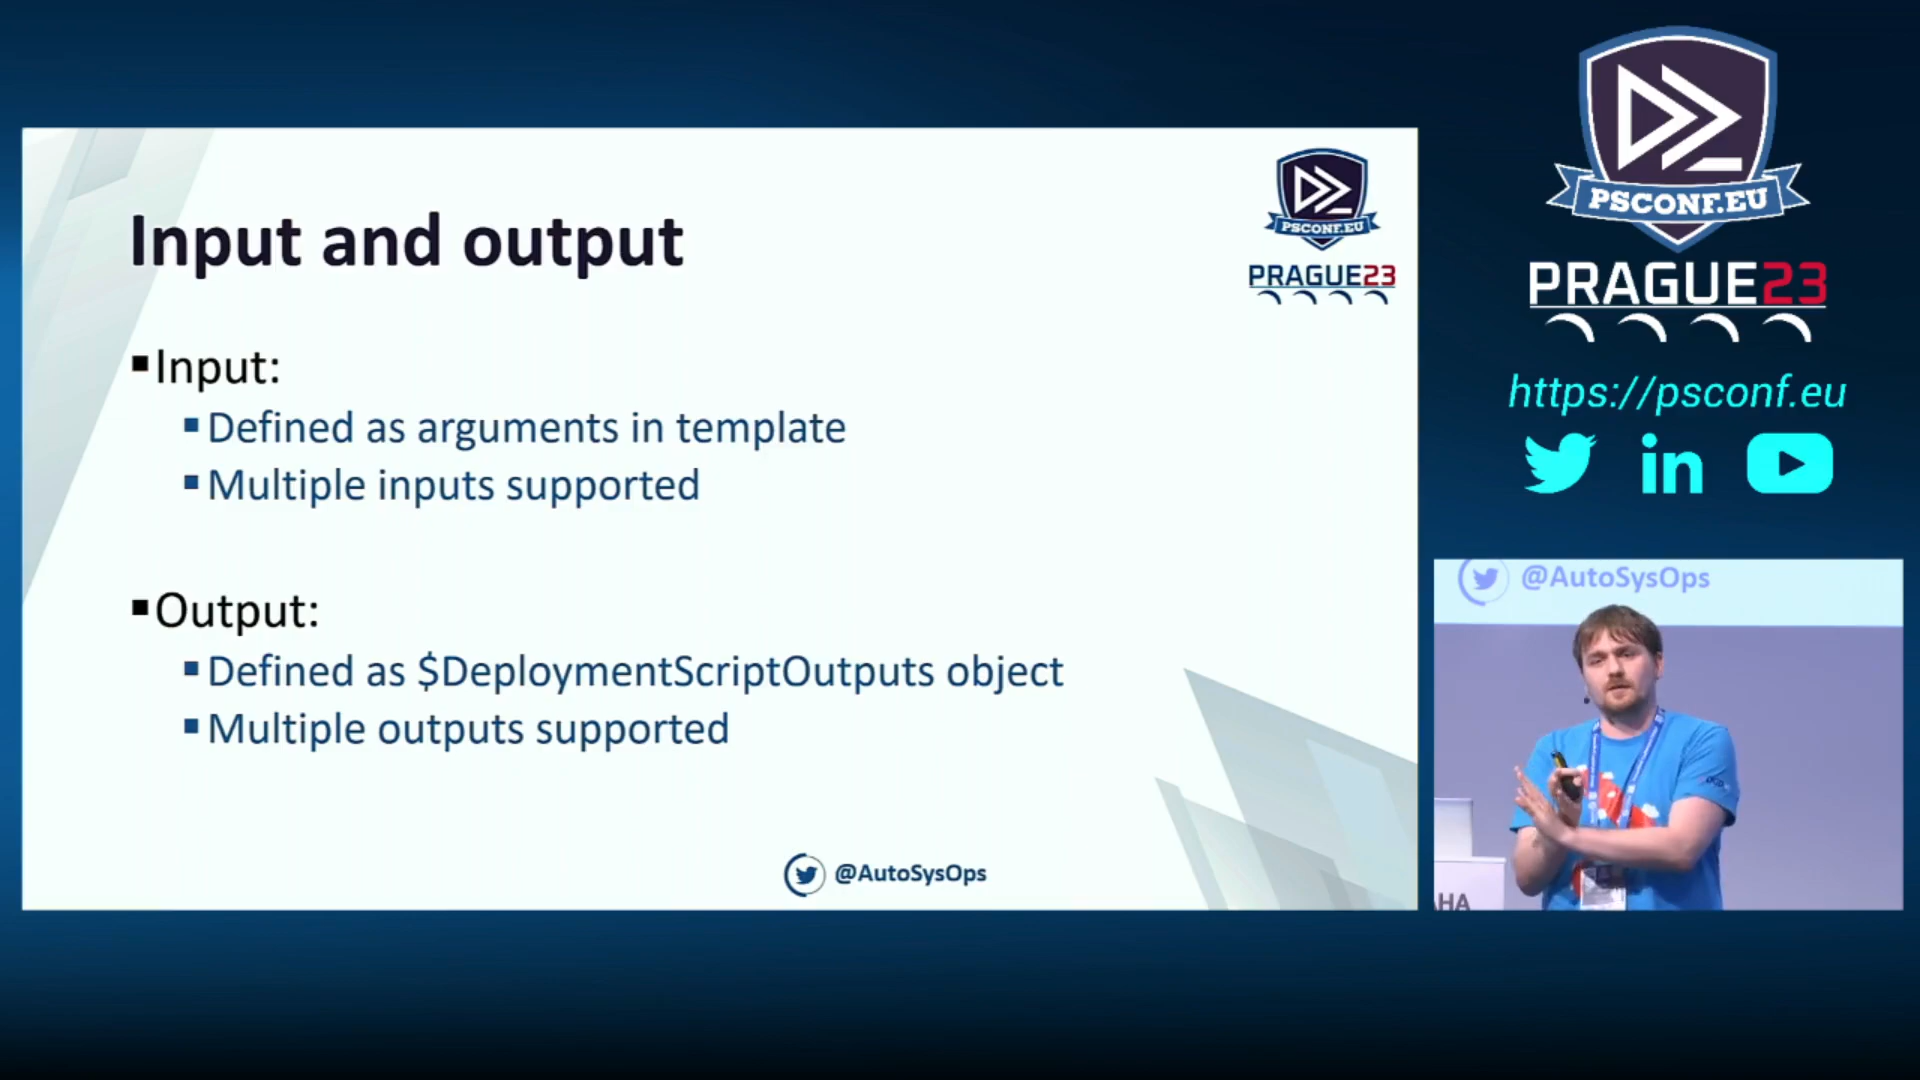 Input and output
PSCONF.EU
PRAGUE23
Input:
Defined as arguments in template
Multiple inputs supported
Output:
Defined as $DeploymentScriptOutputs object
Multiple outputs supported
@AutoSysOps
PSCONF.EU
PRAGUE23
https://psconf.eu
in
@AutoSysOps
AHA